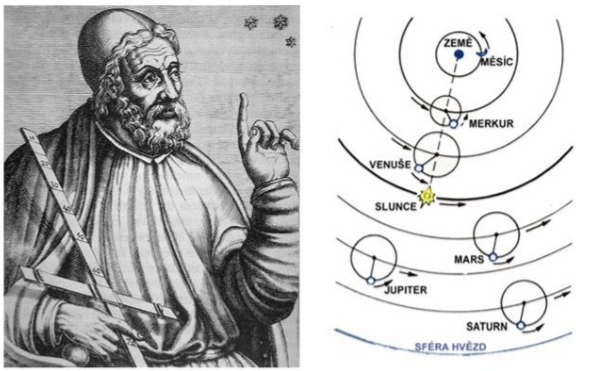 ZEMĚ
MĚSÍC
MERKUR
VENUŠE
SLUNCE
MARS
JUPITER
SATURN
SFÉRA HVĚZD